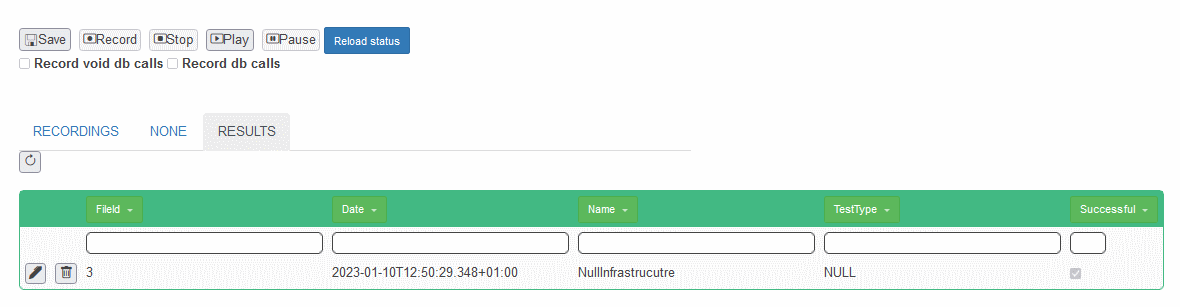 Save Record Stop Play Pause Reload status
Record void db calls Record db calls
RECORDINGS NONE RESULTS
FileId Date Name TestType Successful
3 2023-01-10T12:50:29.348+01:00 NullInfrastrucutre NULL